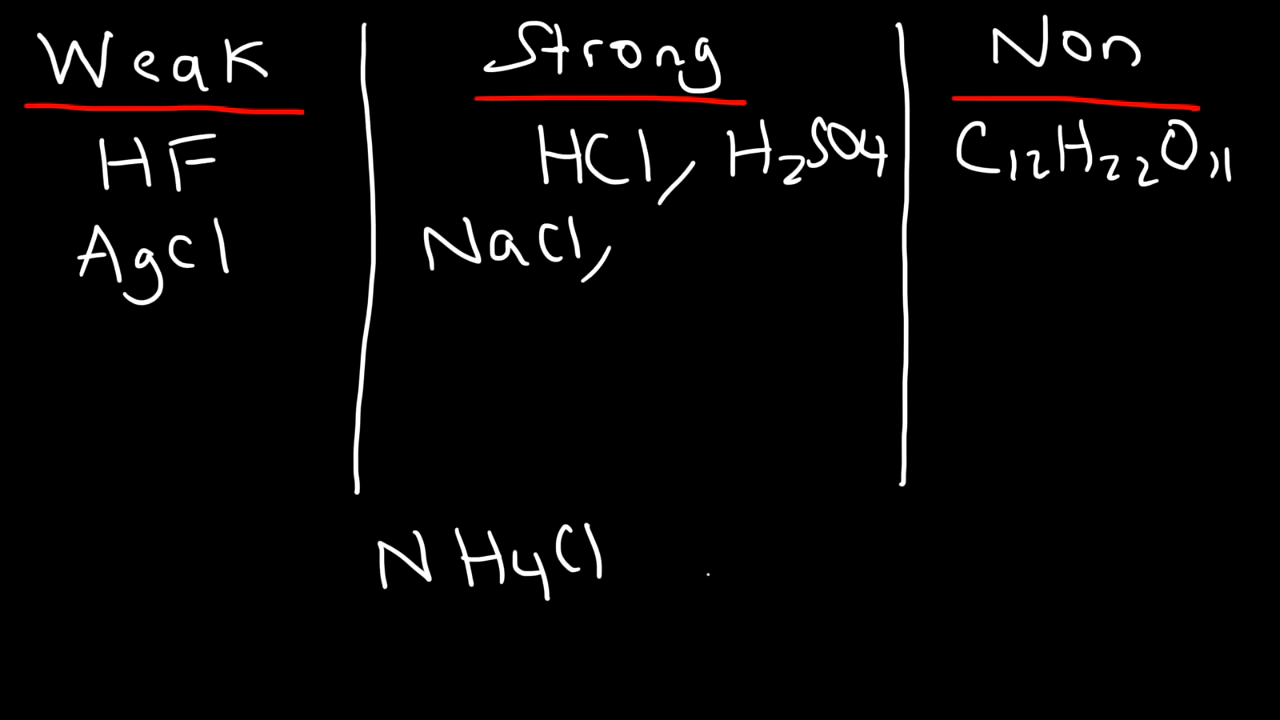 Weak Strong Non
HF HCl, H₂SO₄ C₁₂H₂₂O₁₁
AgCl NaCl,
NH₄Cl